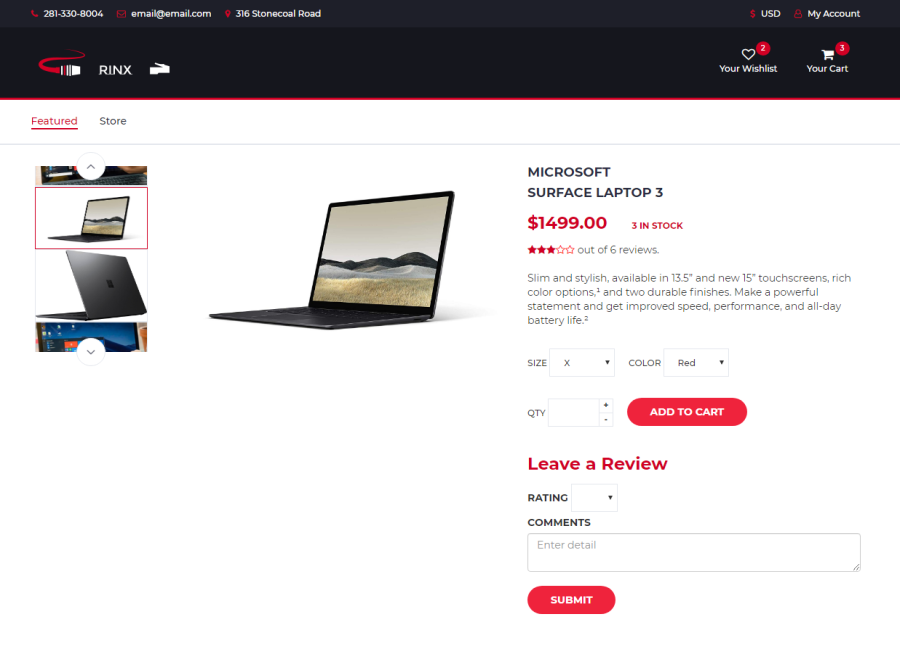 281-330-8004 email@email.com 316 Stonecoal Road $ USD My Account
RINX
2 3
Your Wishlist Your Cart
Featured Store
MICROSOFT
SURFACE LAPTOP 3
$1499.00 3 IN STOCK
out of 6 reviews.
Slim and stylish, available in 13.5” and new 15” touchscreens, rich
color options,¹ and two durable finishes. Make a powerful
statement and get improved speed, performance, and all-day
battery life.²
SIZE X COLOR Red
QTY + - ADD TO CART
Leave a Review
RATING
COMMENTS
Enter detail
SUBMIT